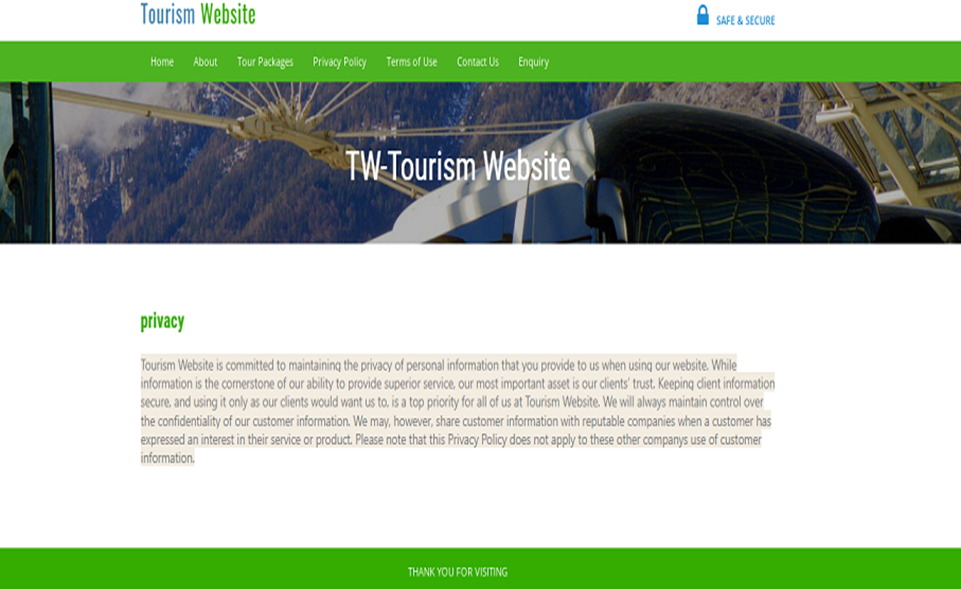 Tourism Website
SAFE & SECURE
Home About Tour Packages Privacy Policy Terms of Use Contact Us Enquiry
TW-Tourism Website
privacy
Tourism Website is committed to maintaining the privacy of personal information that you provide to us when using our website. While
information is the cornerstone of our ability to provide superior service, our most important asset is our clients' trust. Keeping client information
secure, and using it only as our clients would want us to, is a top priority for all of us at Tourism Website. We will always maintain control over
the confidentiality of our customer information. We may, however, share customer information with reputable companies when a customer has
expressed an interest in their service or product. Please note that this Privacy Policy does not apply to these other companys use of customer
information.
THANK YOU FOR VISITING